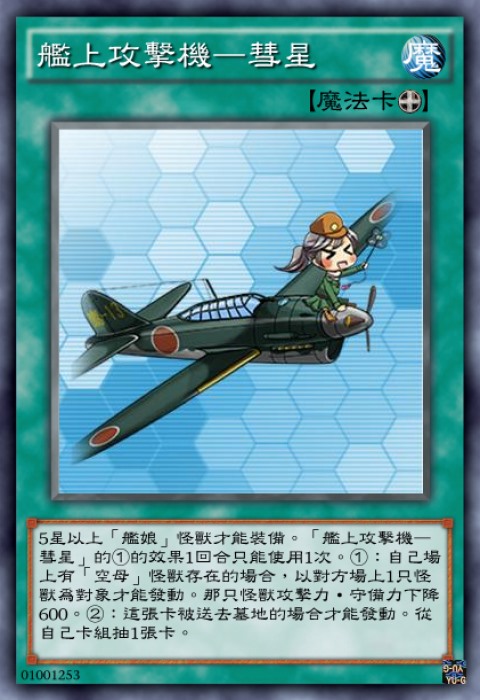 艦上攻擊機—彗星
魔
【魔法卡】
5星以上「艦娘」怪獸才能裝備。「艦上攻擊機—
彗星」的①的效果1回合只能使用1次。①：自己場
上有「空母」怪獸存在的場合，以對方場上1只怪
獸爲對象才能發動。那只怪獸攻擊力・守備力下降
600。②：這張卡被送去墓地的場合才能發動。從
自己卡組抽1張卡。
01001253